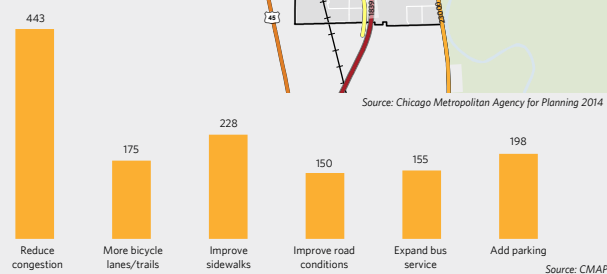 443
45
1839
Source: Chicago Metropolitan Agency for Planning 2014
175
228
150
155
198
Reduce
congestion
More bicycle
lanes/trails
Improve
sidewalks
Improve road
conditions
Expand bus
service
Add parking
Source: CMAP